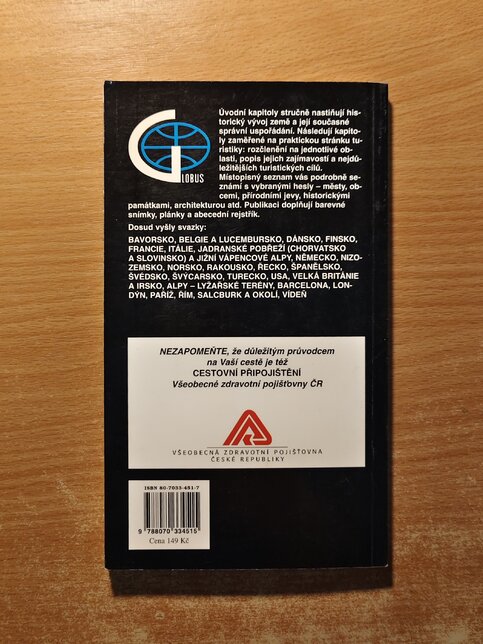 Úvodní kapitoly stručně nastiňují his-
torický vývoj země a její současné
správní uspořádání. Následují kapito-
ly zaměřené na praktickou stránku tu-
ristiky: rozčlenění na jednotlivé ob-
lasti, popis jejich zajímavostí a nejdů-
ležitějších turistických cílů.
Místopisný seznam vás podrobně se-
známí s vybranými hesly – městy, ob-
cemi, přírodními jevy, historickými
památkami, architekturou atd. Publikaci doplňují barevné
snímky, plánky a abecední rejstřík.
GLOBUS
Dosud vyšly svazky:
BAVORSKO, BELGIE A LUCEMBURSKO, DÁNSKO, FINSKO,
FRANCIE, ITÁLIE, JADRANSKÉ POBŘEŽÍ (CHORVATSKO
A SLOVINSKO) A JIŽNÍ VÁPENCOVÉ ALPY, NĚMECKO, NIZO-
ZEMSKO, NORSKO, RAKOUSKO, ŘECKO, ŠPANĚLSKO,
ŠVÉDSKO, ŠVÝCARSKO, TURECKO, USA, VELKÁ BRITÁNIE
A IRSKO, ALPY – LYŽAŘSKÉ TERÉNY, BARCELONA, LON-
DÝN, PAŘÍŽ, ŘÍM, SALCBURK A OKOLÍ, VÍDEŇ
NEZAPOMEŇTE, že důležitým průvodcem
na Vaší cestě je též
CESTOVNÍ PŘIPOJIŠTĚNÍ
Všeobecné zdravotní pojišťovny ČR
VŠEOBECNÁ ZDRAVOTNÍ POJIŠŤOVNA
ČESKÉ REPUBLIKY
ISBN 80-7033-451-7
9 788070 334515
Cena 149 Kč